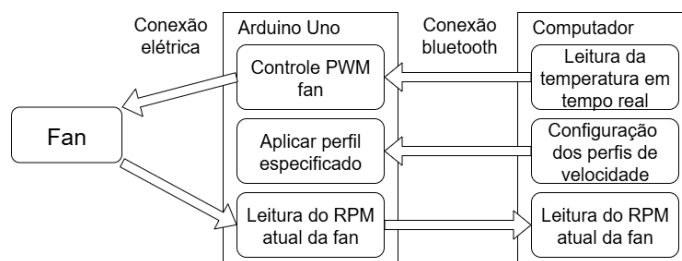 Conexão
elétrica
Arduino Uno
Conexão
bluetooth
Computador
Controle PWM
fan
Leitura da
temperatura em
tempo real
Fan
Aplicar perfil
especificado
Configuração
dos perfis de
velocidade
Leitura do RPM
atual da fan
Leitura do RPM
atual da fan